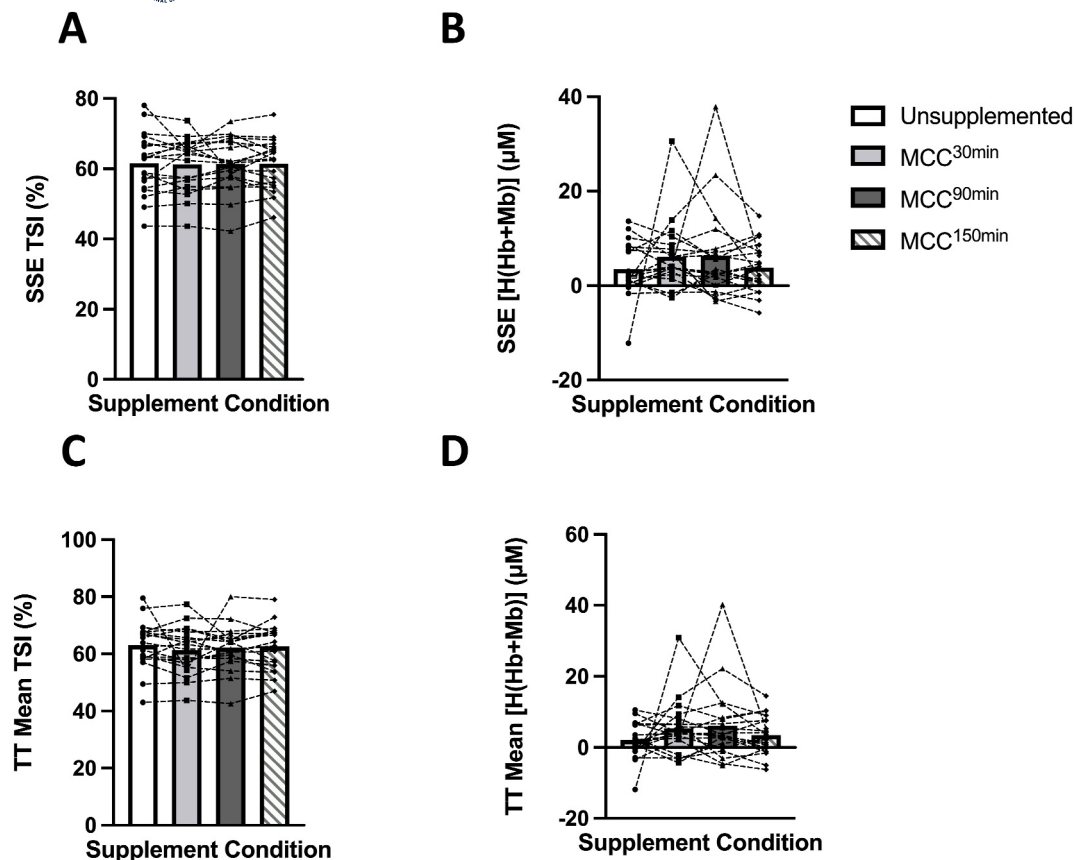 A
B
SSE TSI (%)
80
60
40
20
0
Supplement Condition
SSE [H(Hb+Mb)] (µM)
40
20
0
-20
Supplement Condition
Unsupplemented
MCC30min
MCC90min
MCC150min
C
D
TT Mean TSI (%)
100
80
60
40
20
0
Supplement Condition
TT Mean [H(Hb+Mb)] (µM)
60
40
20
0
-20
Supplement Condition